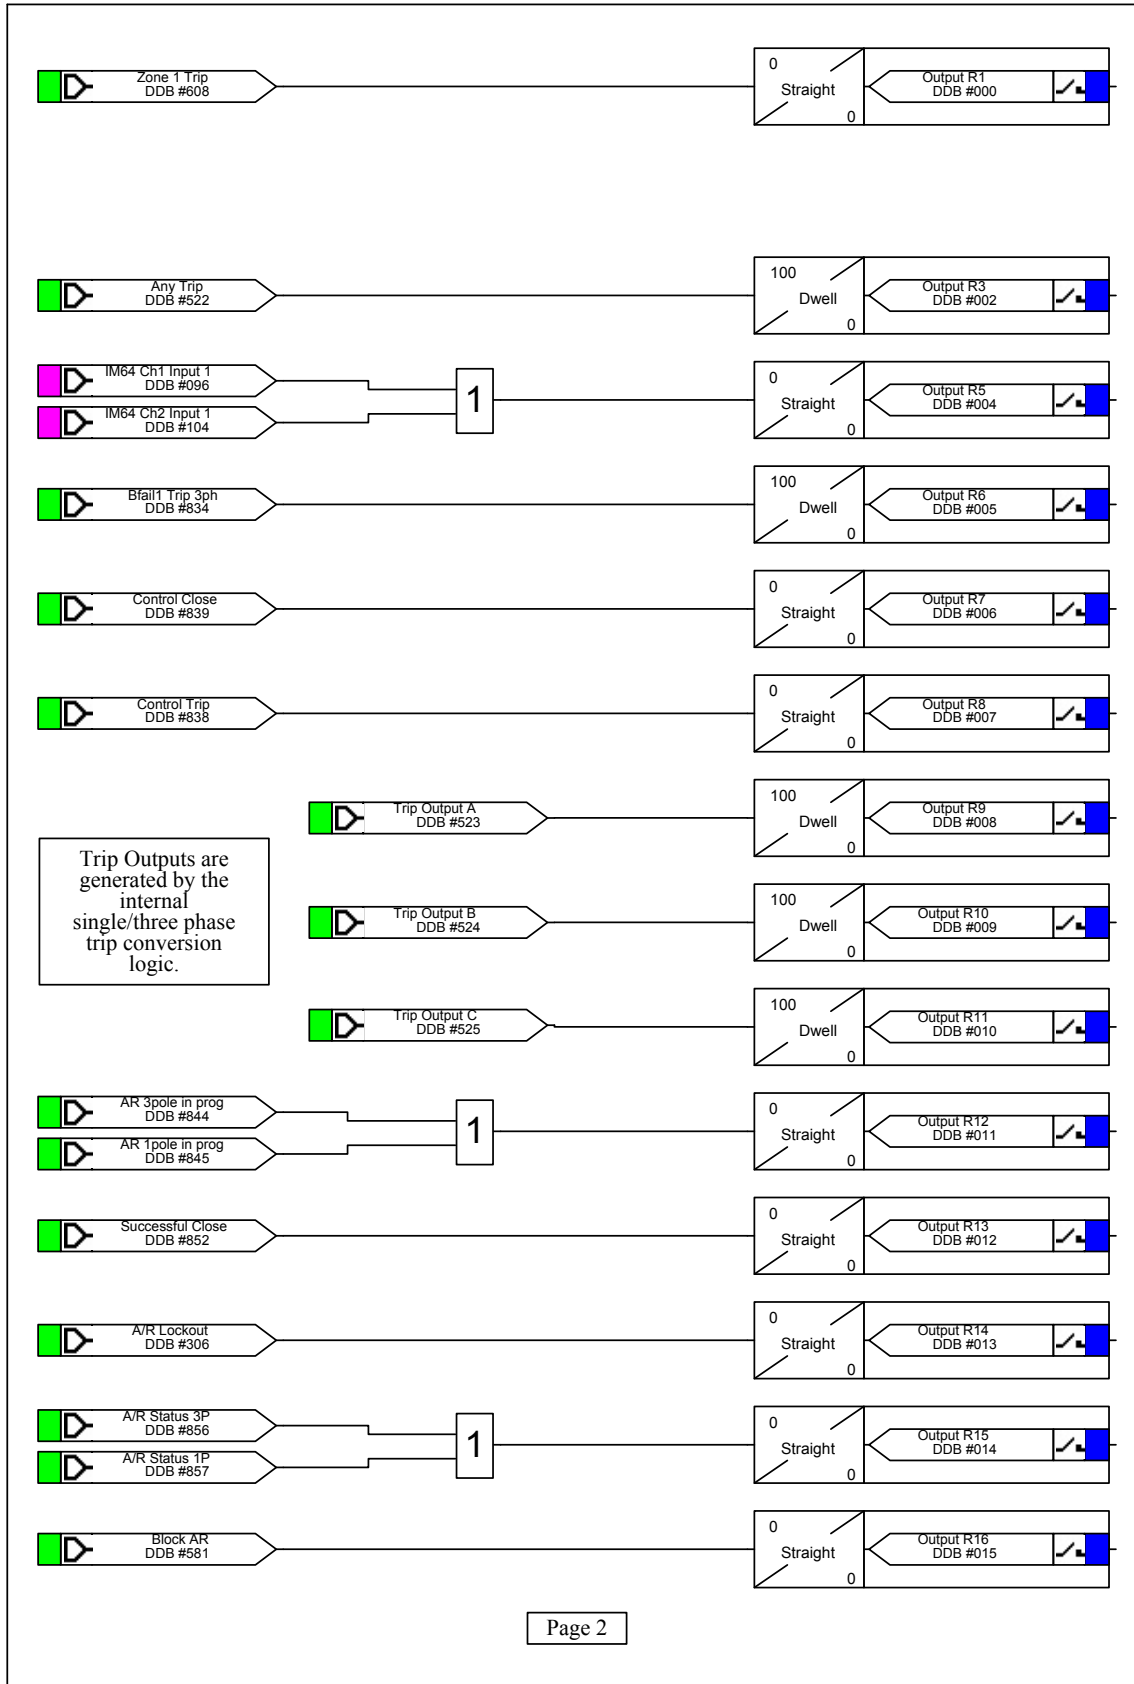 Zone 1 Trip
DDB #608
0
Straight
0
Output R1
DDB #000
Any Trip
DDB #522
100
Dwell
0
Output R3
DDB #002
IM64 Ch1 Input 1
DDB #096
IM64 Ch2 Input 1
DDB #104
1
0
Straight
0
Output R5
DDB #004
Bfail1 Trip 3ph
DDB #834
100
Dwell
0
Output R6
DDB #005
Control Close
DDB #839
0
Straight
0
Output R7
DDB #006
Control Trip
DDB #838
0
Straight
0
Output R8
DDB #007
Trip Outputs are
generated by the
internal
single/three phase
trip conversion
logic.
Trip Output A
DDB #523
100
Dwell
0
Output R9
DDB #008
Trip Output B
DDB #524
100
Dwell
0
Output R10
DDB #009
Trip Output C
DDB #525
100
Dwell
0
Output R11
DDB #010
AR 3pole in prog
DDB #844
AR 1pole in prog
DDB #845
1
0
Straight
0
Output R12
DDB #011
Successful Close
DDB #852
0
Straight
0
Output R13
DDB #012
A/R Lockout
DDB #306
0
Straight
0
Output R14
DDB #013
A/R Status 3P
DDB #856
A/R Status 1P
DDB #857
1
0
Straight
0
Output R15
DDB #014
Block AR
DDB #581
0
Straight
0
Output R16
DDB #015
Page 2